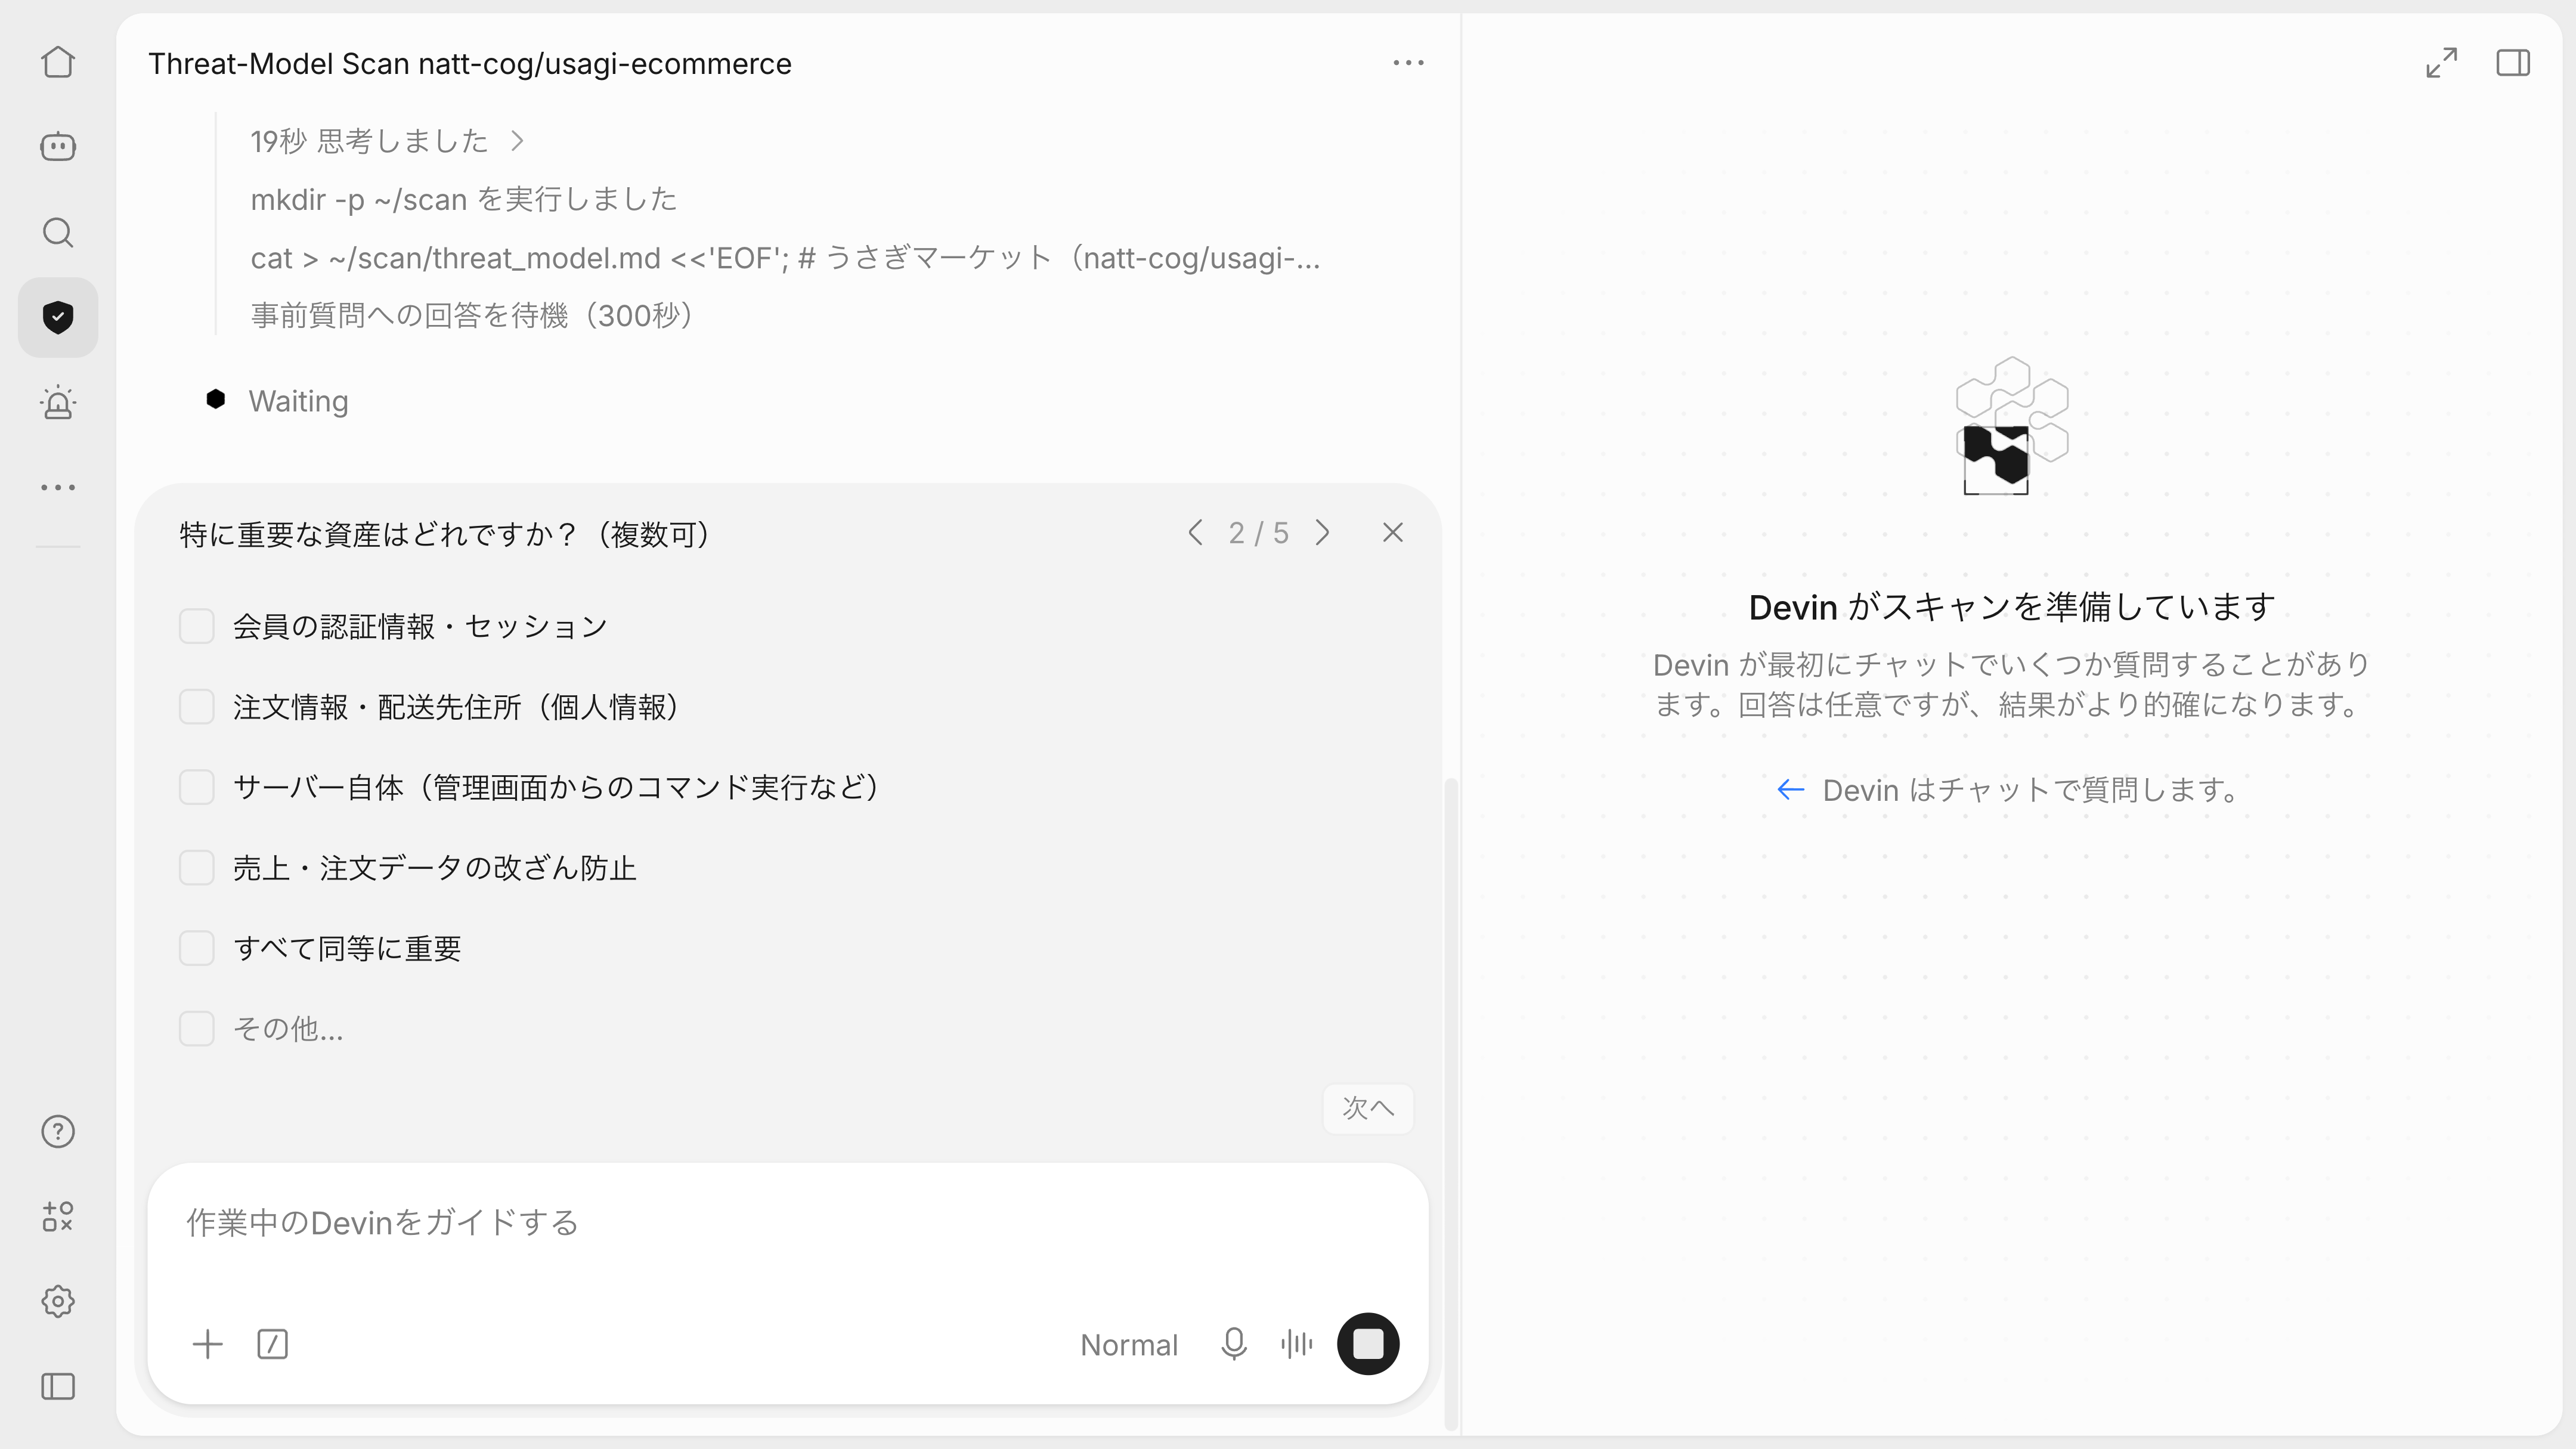 Threat-Model Scan natt-cog/usagi-ecommerce
19秒 思考しました
mkdir -p ~/scan を実行しました
cat > ~/scan/threat_model.md <<'EOF'; # うさぎマーケット（natt-cog/usagi-...
事前質問への回答を待機（300秒）
Waiting
特に重要な資産はどれですか？（複数可）
2 / 5
会員の認証情報・セッション
注文情報・配送先住所（個人情報）
サーバー自体（管理画面からのコマンド実行など）
売上・注文データの改ざん防止
すべて同等に重要
その他...
次へ
作業中のDevinをガイドする
Normal
Devin がスキャンを準備しています
Devin が最初にチャットでいくつか質問することがあり
ます。回答は任意ですが、結果がより的確になります。
Devin はチャットで質問します。